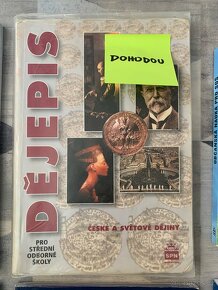 DOHODOU
DĚJEPIS
PRO
STŘEDNÍ
ODBORNÉ
ŠKOLY
ČESKÉ A SVĚTOVÉ DĚJINY
SPN